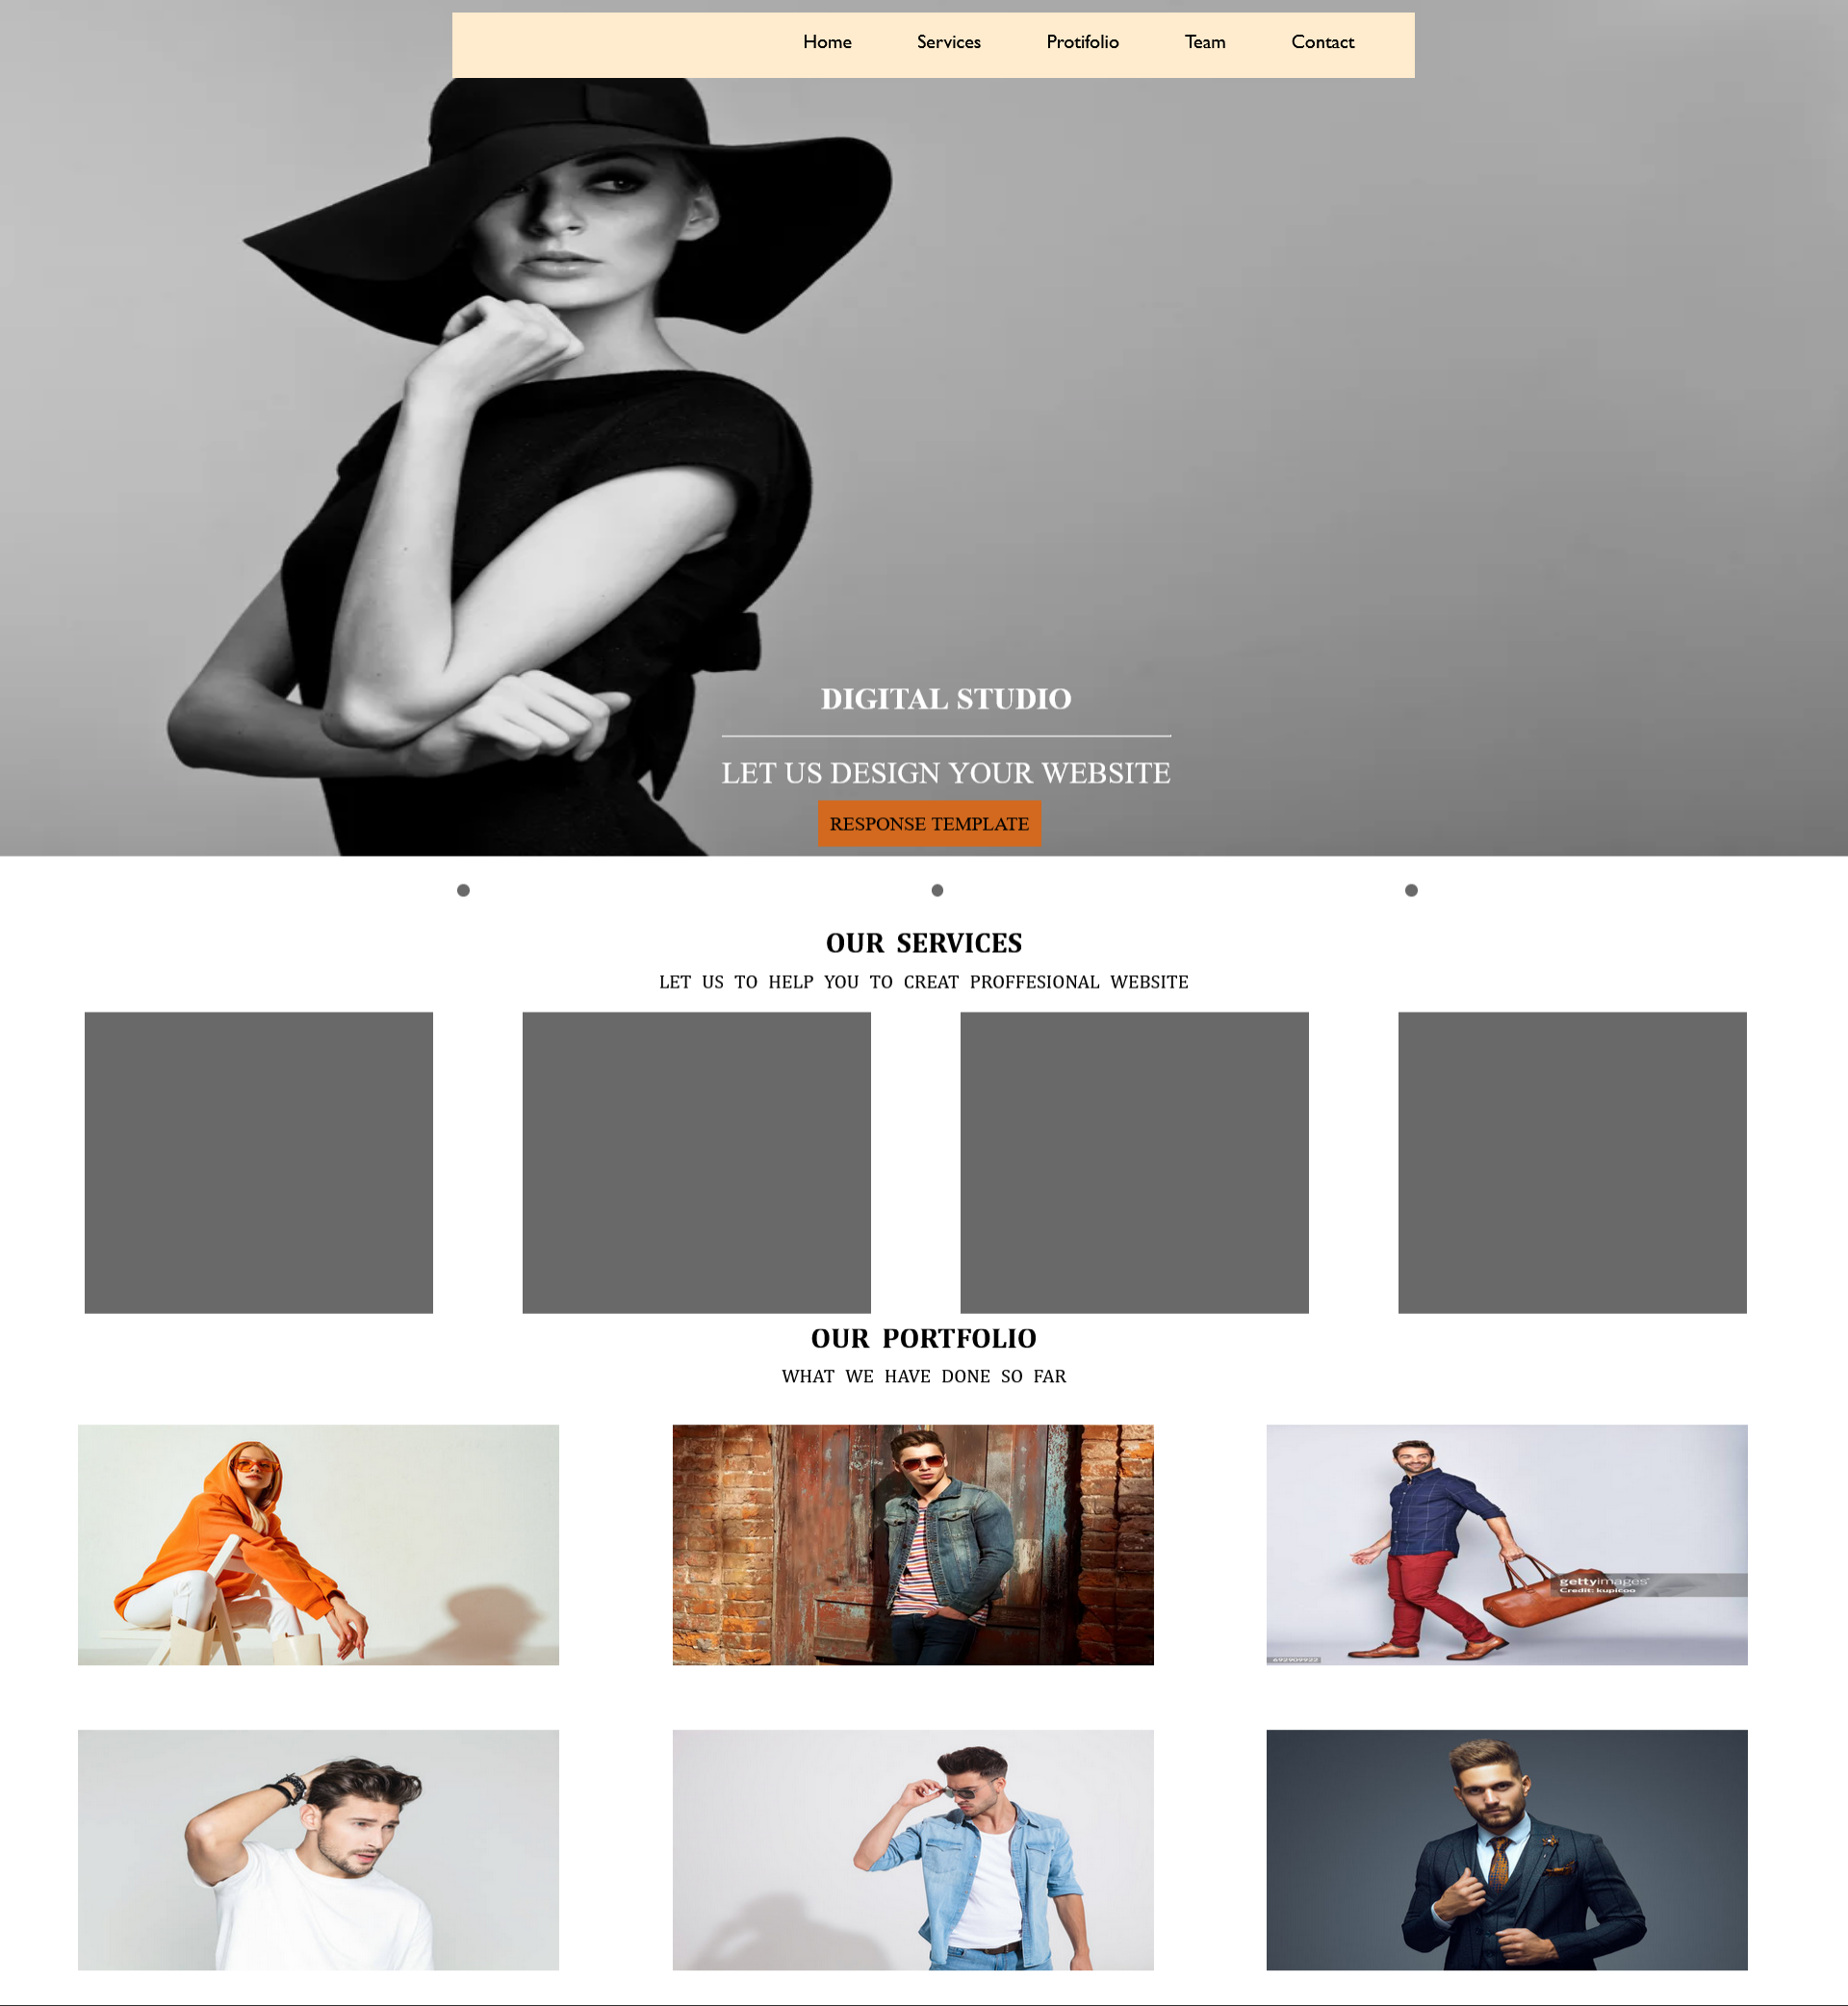 Home Services Protifolio Team Contact
DIGITAL STUDIO
LET US DESIGN YOUR WEBSITE
RESPONSE TEMPLATE
OUR SERVICES
LET US TO HELP YOU TO CREAT PROFFESIONAL WEBSITE
OUR PORTFOLIO
WHAT WE HAVE DONE SO FAR
gettyimages
Credit: kupicoo
692909922